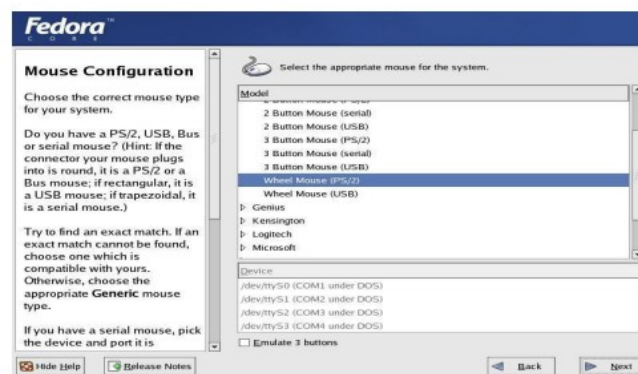 Fedora
CORE
Mouse Configuration
Choose the correct mouse type
for your system.
Do you have a PS/2, USB, Bus
or serial mouse? (Hint: If the
connector your mouse plugs
into is round, it is a PS/2 or a
Bus mouse; if rectangular, it is
a USB mouse; if trapezoidal, it
is a serial mouse.)
Try to find an exact match. If an
exact match cannot be found,
choose one which is
compatible with yours.
Otherwise, choose the
appropriate Generic mouse
type.
If you have a serial mouse, pick
the device and port it is
Select the appropriate mouse for the system.
Model
2 Button Mouse (PS/2)
2 Button Mouse (serial)
2 Button Mouse (USB)
3 Button Mouse (PS/2)
3 Button Mouse (serial)
3 Button Mouse (USB)
Wheel Mouse (PS/2)
Wheel Mouse (USB)
Genius
Kensington
Logitech
Microsoft
Device
/dev/ttyS0 (COM1 under DOS)
/dev/ttyS1 (COM2 under DOS)
/dev/ttyS2 (COM3 under DOS)
/dev/ttyS3 (COM4 under DOS)
Emulate 3 buttons
Hide Help
Release Notes
Back
Next